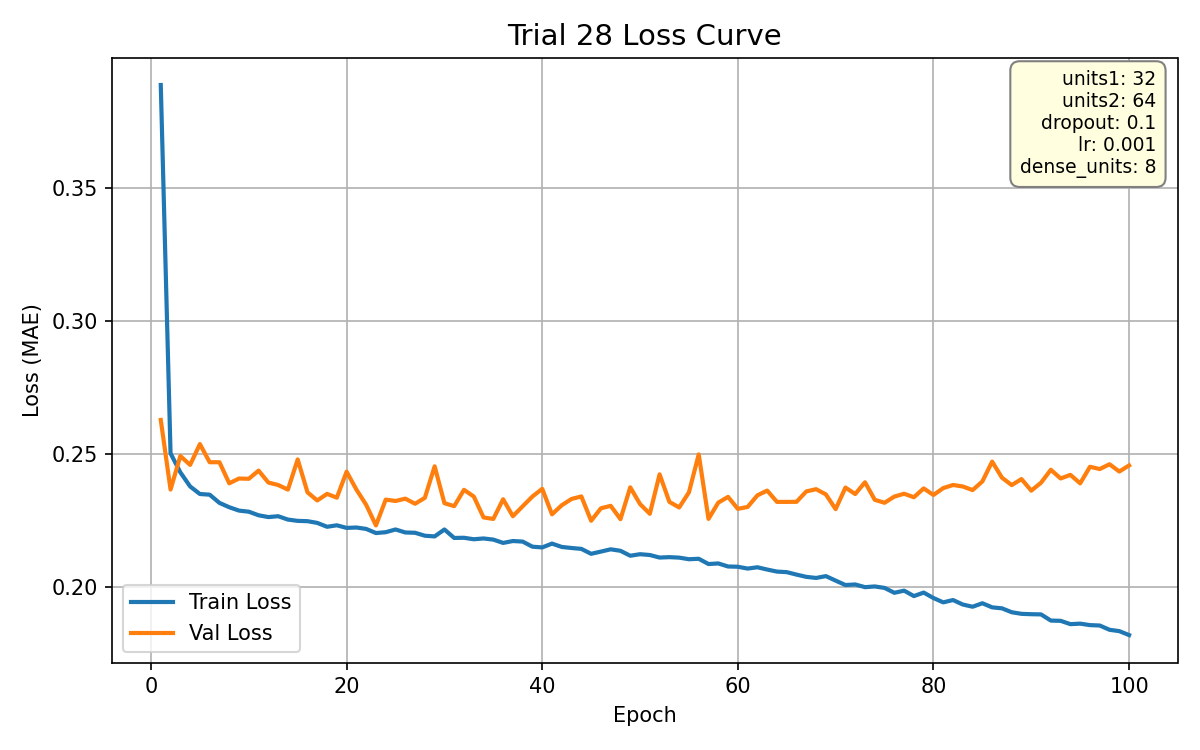 Trial 28 Loss Curve
units1: 32
units2: 64
dropout: 0.1
lr: 0.001
dense_units: 8
Loss (MAE)
0.35
0.30
0.25
0.20
Train Loss
Val Loss
0 20 40 60 80 100
Epoch